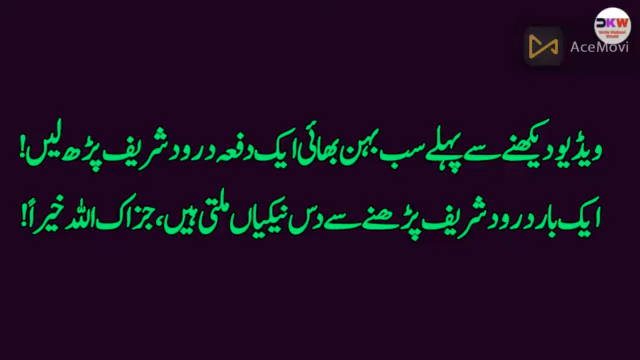 DKW
AceMovi
ویڈیو دیکھنے سے پہلے سب بہن بھائی ایک دفعہ درود شریف پڑھ لیں!
ایک بار درود شریف پڑھنے سے دس نیکیاں ملتی ہیں، جزاک اللہ خیراً!